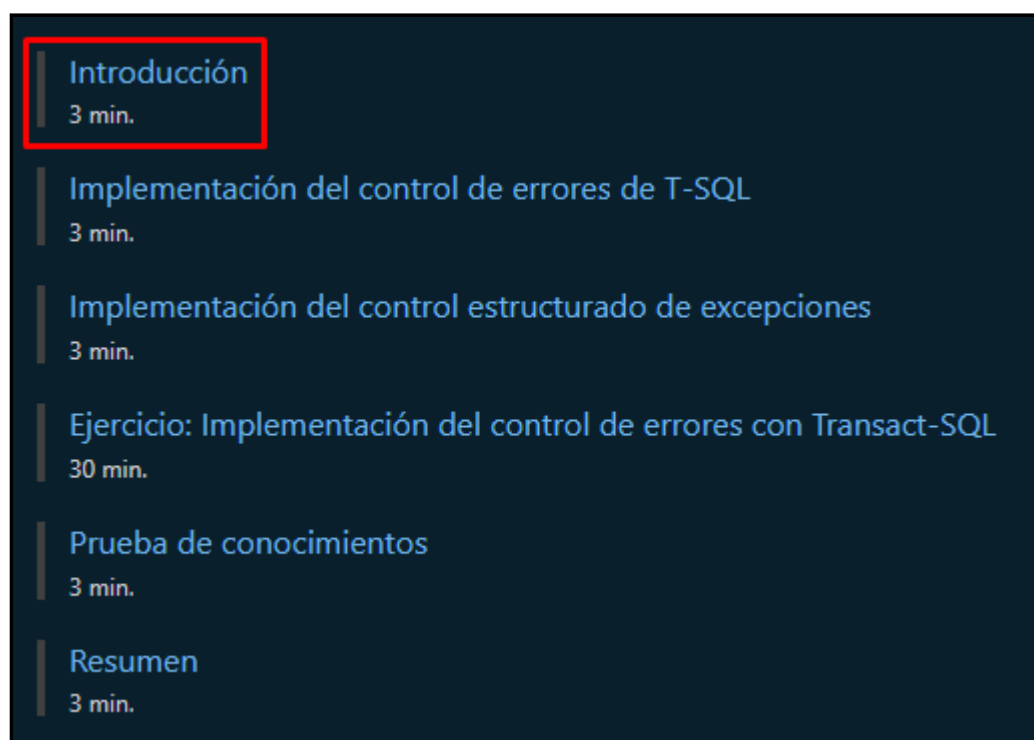 Introducción
3 min.
Implementación del control de errores de T-SQL
3 min.
Implementación del control estructurado de excepciones
3 min.
Ejercicio: Implementación del control de errores con Transact-SQL
30 min.
Prueba de conocimientos
3 min.
Resumen
3 min.